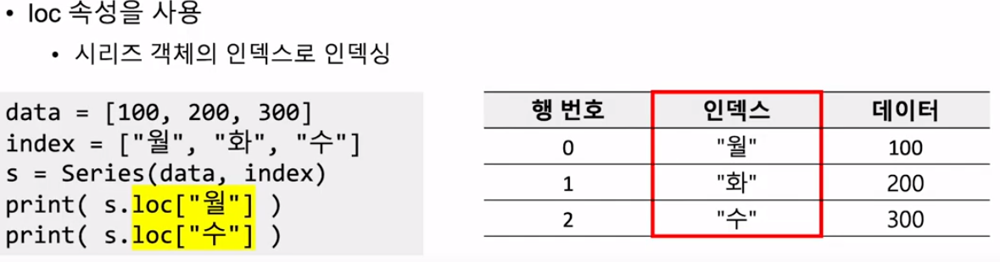 • loc 속성을 사용
• 시리즈 객체의 인덱스로 인덱싱
data = [100, 200, 300]
index = ["월", "화", "수"]
s = Series(data, index)
print( s.loc["월"] )
print( s.loc["수"] )
행 번호 인덱스 데이터
0 "월" 100
1 "화" 200
2 "수" 300